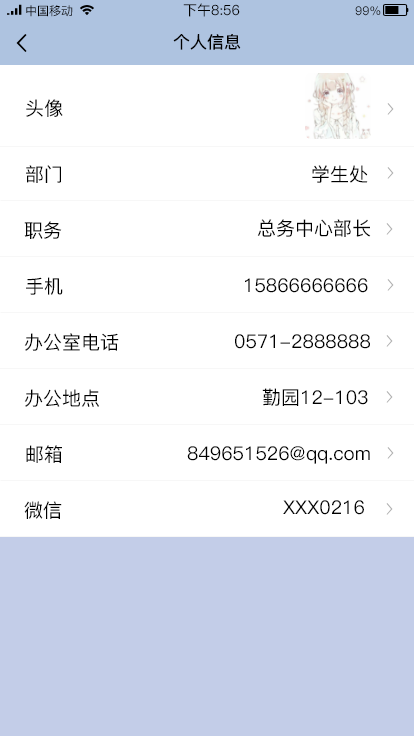 中国移动 下午8:56 99%
个人信息
头像
部门 学生处
职务 总务中心部长
手机 15866666666
办公室电话 0571-2888888
办公地点 勤园12-103
邮箱 849651526@qq.com
微信 XXX0216